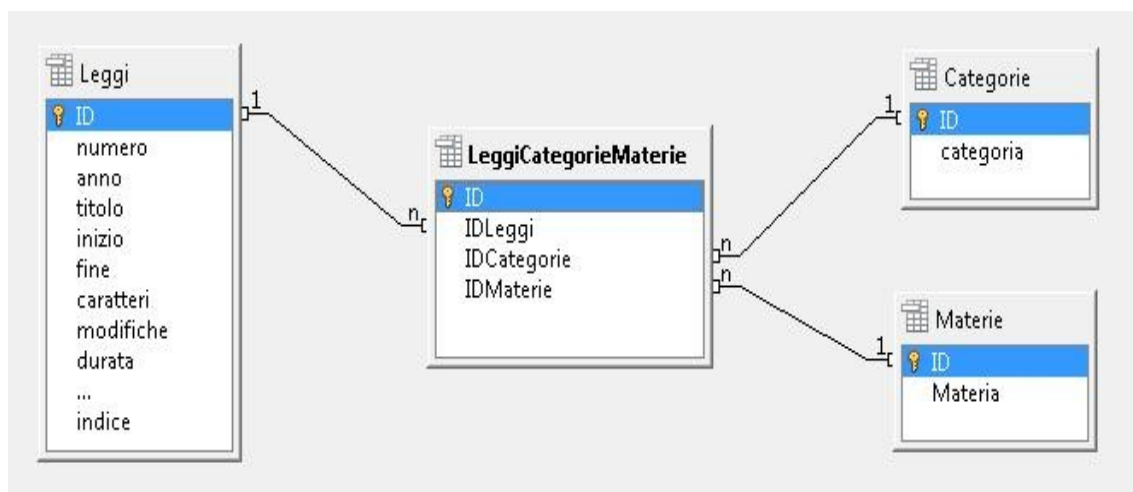 Leggi
ID
numero
anno
titolo
inizio
fine
caratteri
modifiche
durata
...
indice
1
n
LeggiCategorieMaterie
ID
IDLeggi
IDCategorie
IDMaterie
n
n
1
Categorie
ID
categoria
1
Materie
ID
Materia